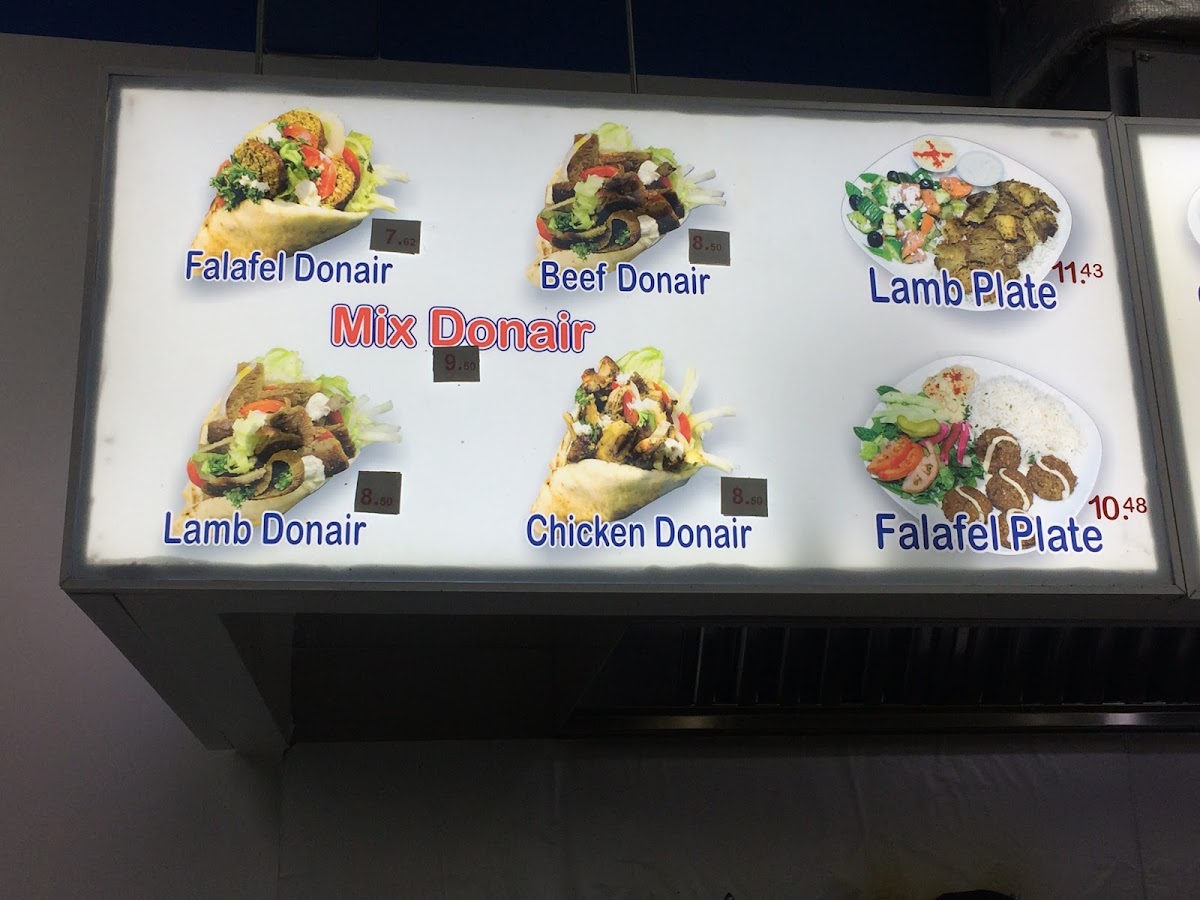 Falafel Donair
7.62
Beef Donair
8.50
Lamb Plate
11.43
Mix Donair
9.50
Lamb Donair
8.50
Chicken Donair
8.50
Falafel Plate
10.48